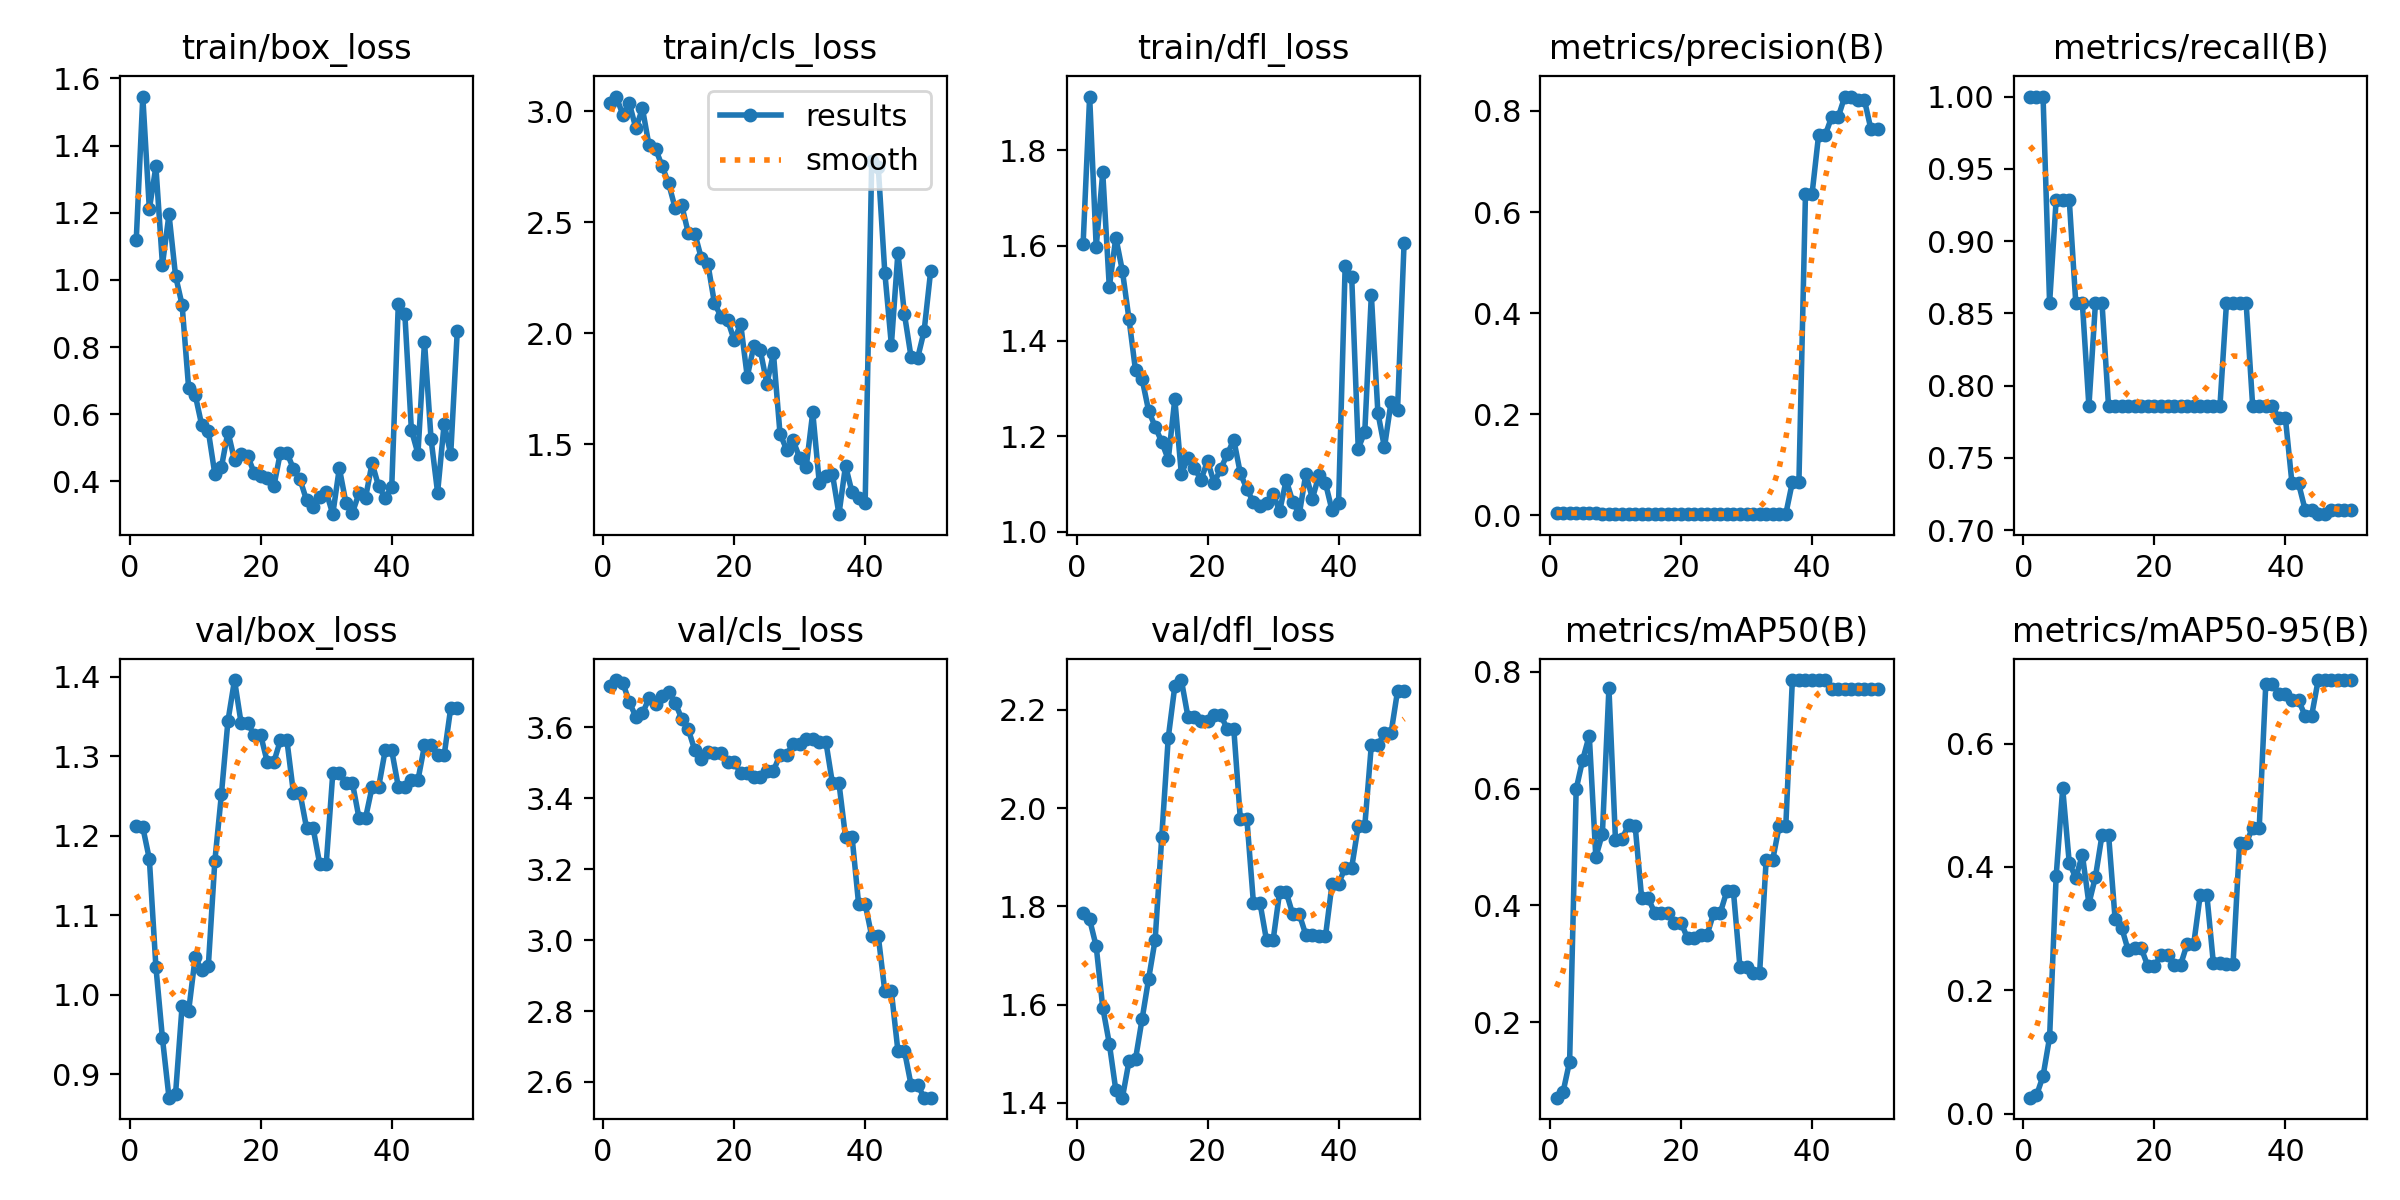 train/box_loss
1.6
1.4
1.2
1.0
0.8
0.6
0.4
0 20 40
train/cls_loss
results
smooth
3.0
2.5
2.0
1.5
0 20 40
train/dfl_loss
1.8
1.6
1.4
1.2
1.0
0 20 40
metrics/precision(B)
0.8
0.6
0.4
0.2
0.0
0 20 40
metrics/recall(B)
1.00
0.95
0.90
0.85
0.80
0.75
0.70
0 20 40
val/box_loss
1.4
1.3
1.2
1.1
1.0
0.9
0 20 40
val/cls_loss
3.6
3.4
3.2
3.0
2.8
2.6
0 20 40
val/dfl_loss
2.2
2.0
1.8
1.6
1.4
0 20 40
metrics/mAP50(B)
0.8
0.6
0.4
0.2
0 20 40
metrics/mAP50-95(B)
0.6
0.4
0.2
0.0
0 20 40